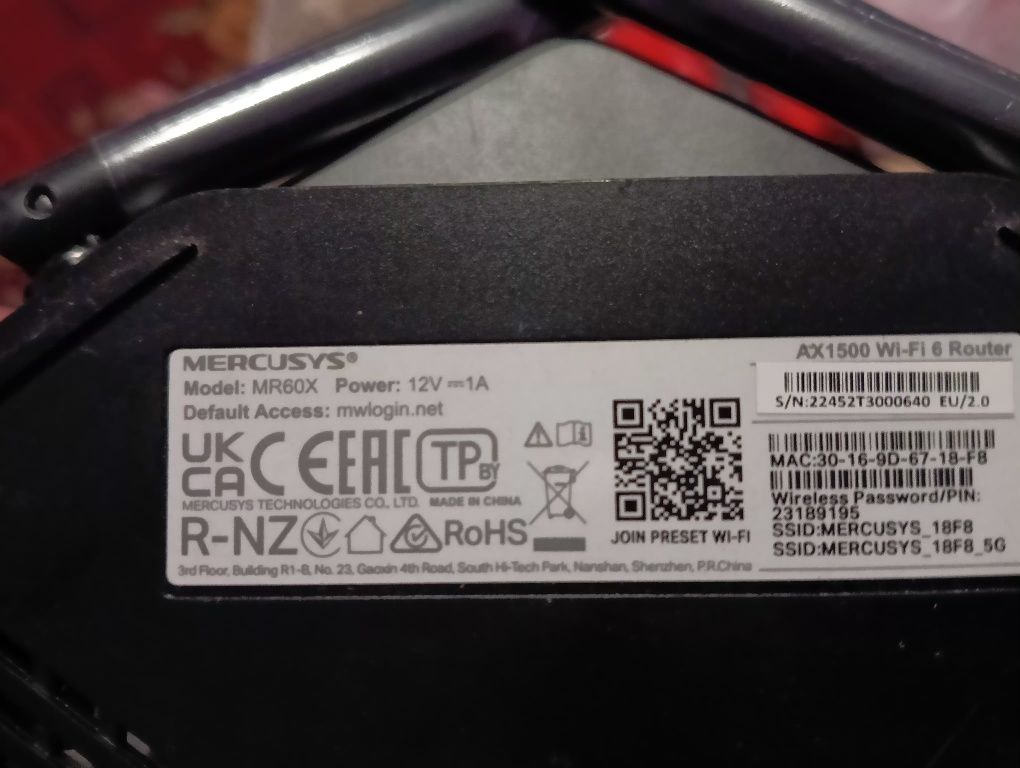 MERCUSYS®
AX1500 Wi-Fi 6 Router
Model: MR60X Power: 12V⎓1A
Default Access: mwlogin.net
S/N:22452T3000640 EU/2.0
UK
CA CE EAC TP BY
MERCUSYS TECHNOLOGIES CO., LTD. MADE IN CHINA
R-NZ RoHS
JOIN PRESET WI-FI
MAC:30-16-9D-67-18-F8
Wireless Password/PIN:
23189195
SSID:MERCUSYS_18F8
SSID:MERCUSYS_18F8_5G
3rd Floor, Building R1-B, No. 23, Gaoxin 4th Road, South Hi-Tech Park, Nanshan, Shenzhen, P.R.China